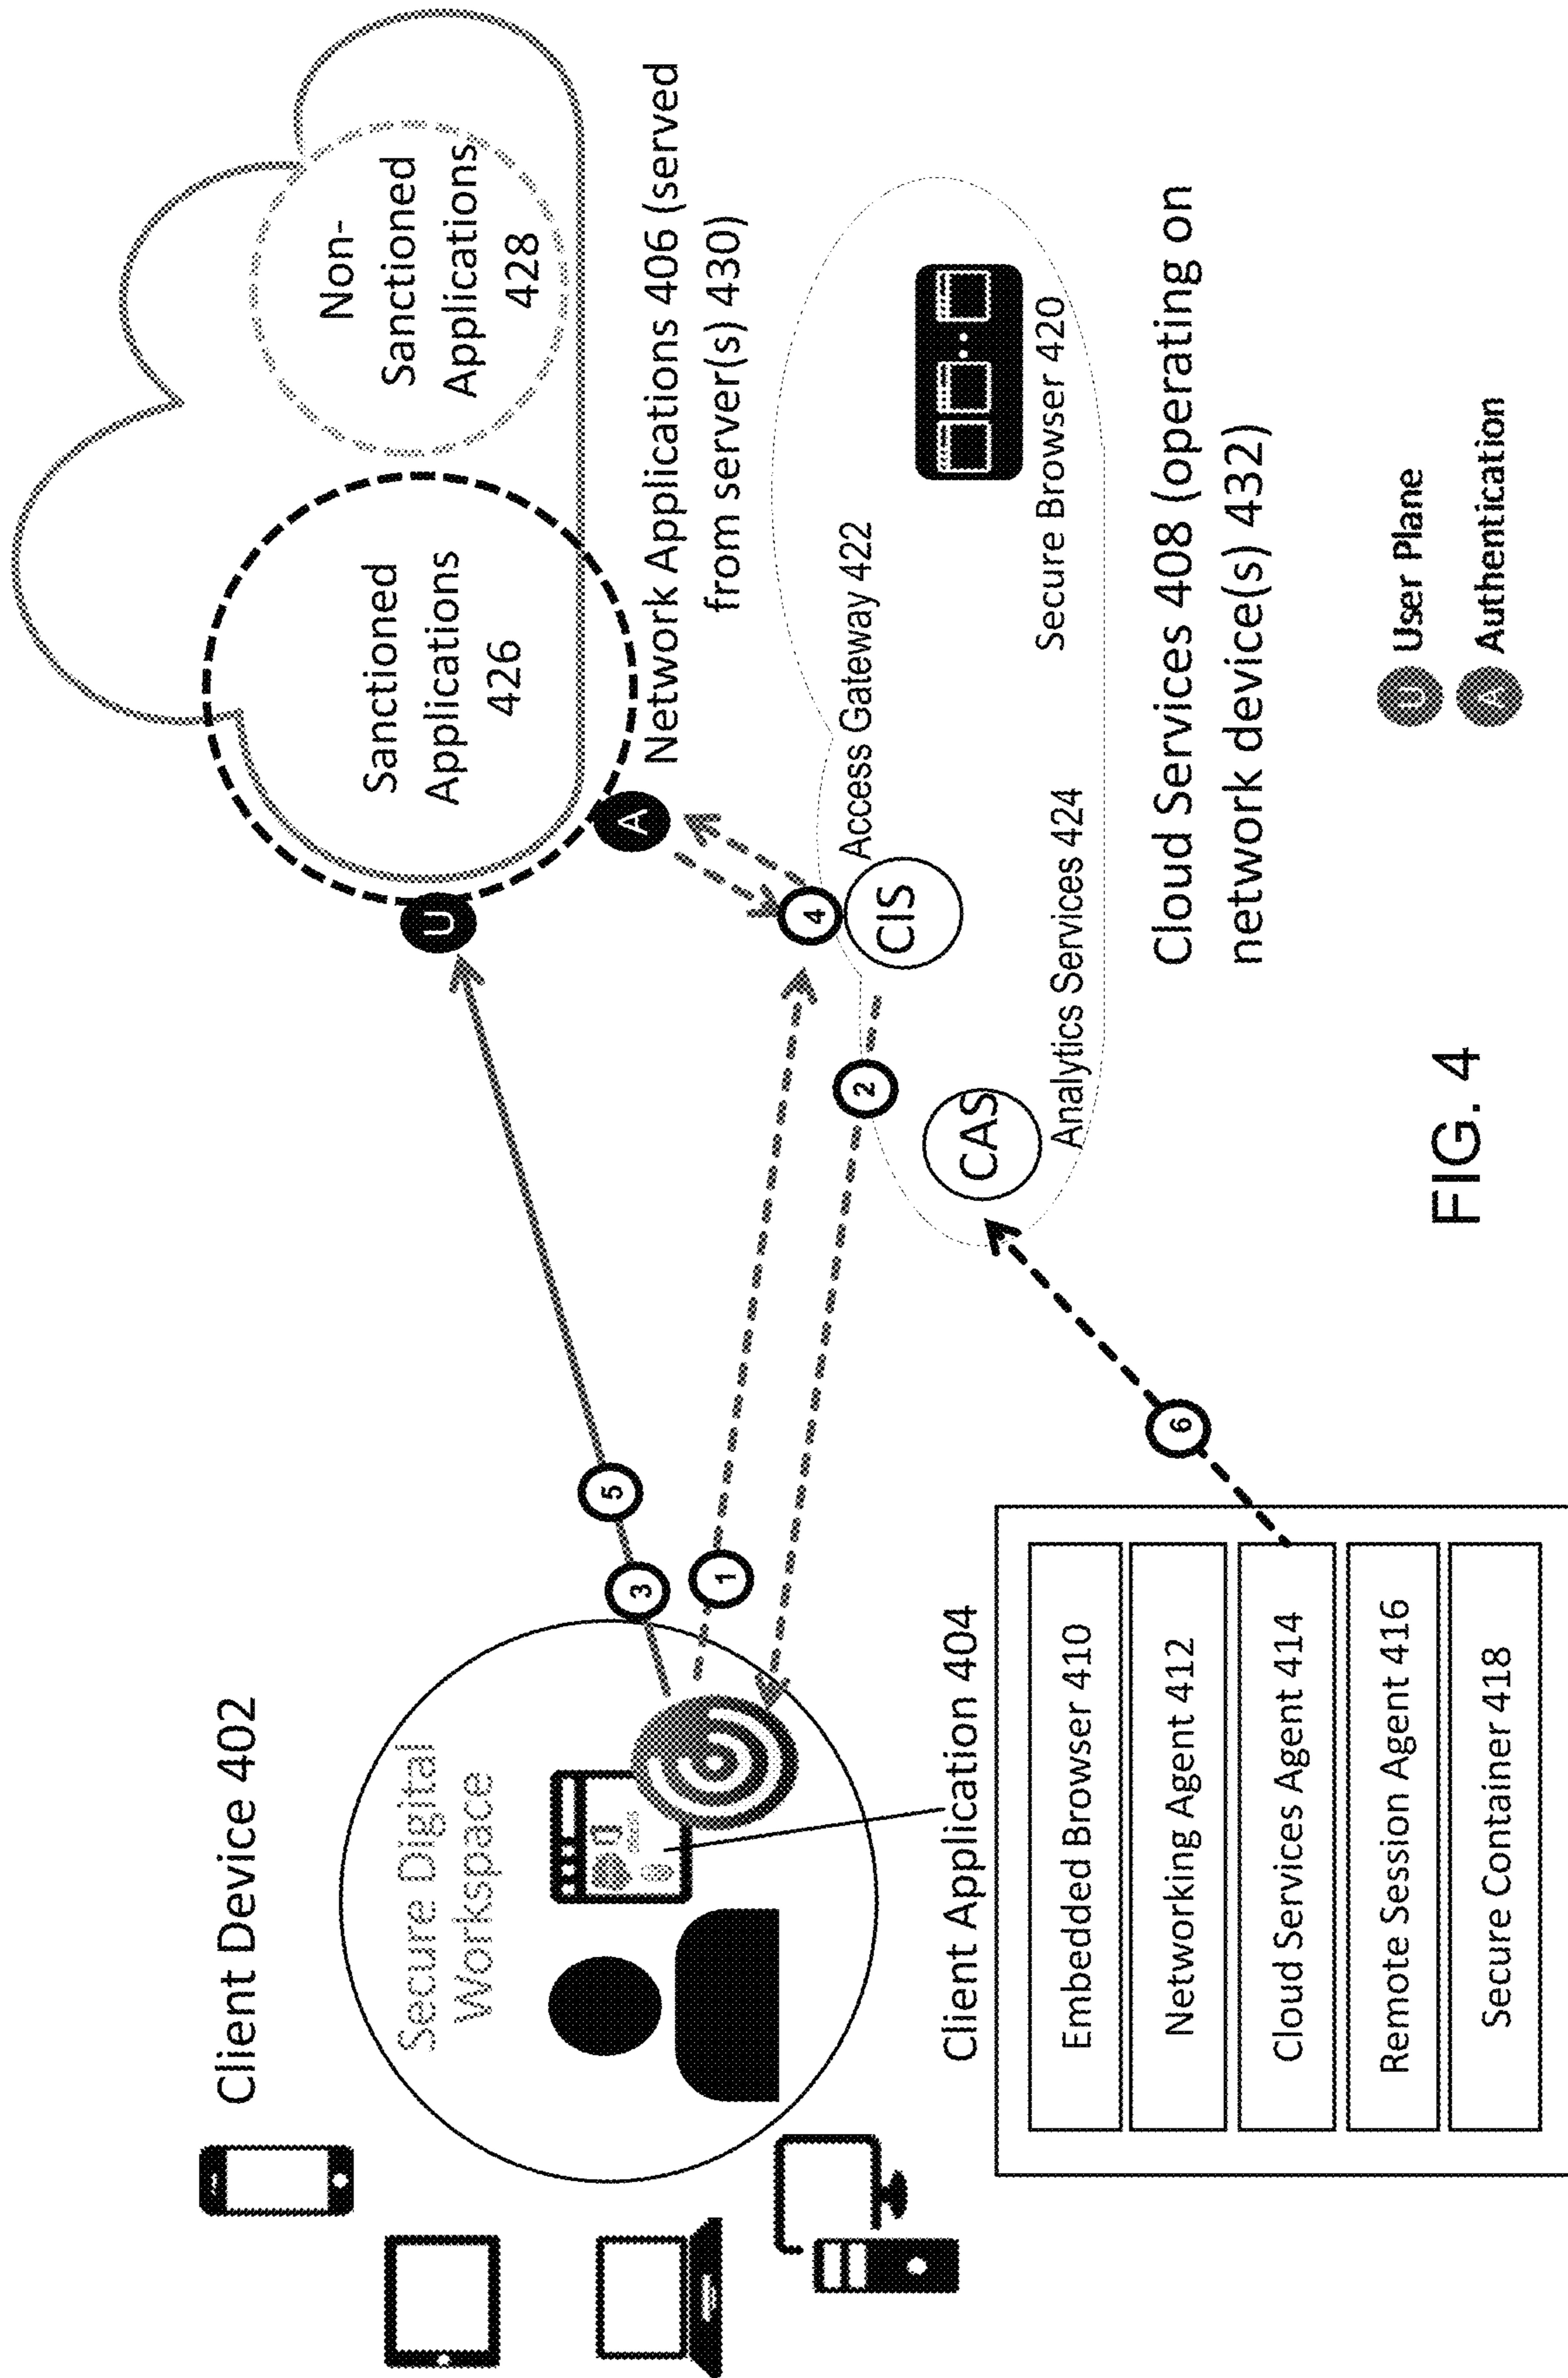 Client Device 402
Secure Digital
Workspace
Client Application 404
Embedded Browser 410
Networking Agent 412
Cloud Services Agent 414
Remote Session Agent 416
Secure Container 418
3
5
1
2
4
6
U
A
Sanctioned
Applications
426
Non-
Sanctioned
Applications
428
Network Applications 406 (served
from server(s) 430)
Access Gateway 422
CIS
CAS
Analytics Services 424
Secure Browser 420
Cloud Services 408 (operating on
network device(s) 432)
U User Plane
A Authentication
FIG. 4